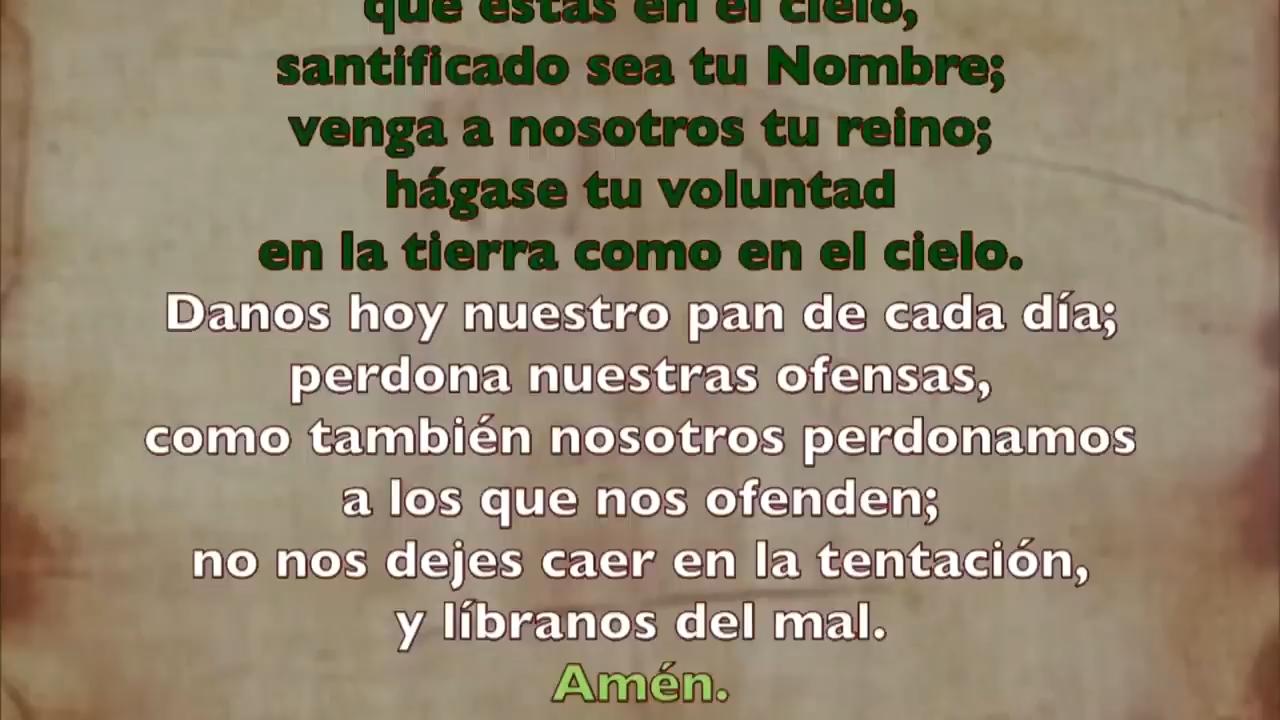 que estás en el cielo,
santificado sea tu Nombre;
venga a nosotros tu reino;
hágase tu voluntad
en la tierra como en el cielo.
Danos hoy nuestro pan de cada día;
perdona nuestras ofensas,
como también nosotros perdonamos
a los que nos ofenden;
no nos dejes caer en la tentación,
y líbranos del mal.
Amén.